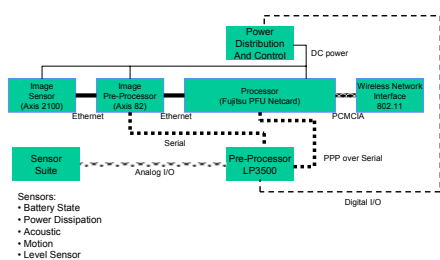 Power
Distribution
And Control
DC power
Image
Sensor
(Axis 2100)
Image
Pre-Processor
(Axis 82)
Processor
(Fujitsu PFU Netcard)
Wireless Network
Interface
802.11
Ethernet
Ethernet
PCMCIA
Serial
Sensor
Suite
Analog I/O
Pre-Processor
LP3500
PPP over Serial
Digital I/O
Sensors:
• Battery State
• Power Dissipation
• Acoustic
• Motion
• Level Sensor